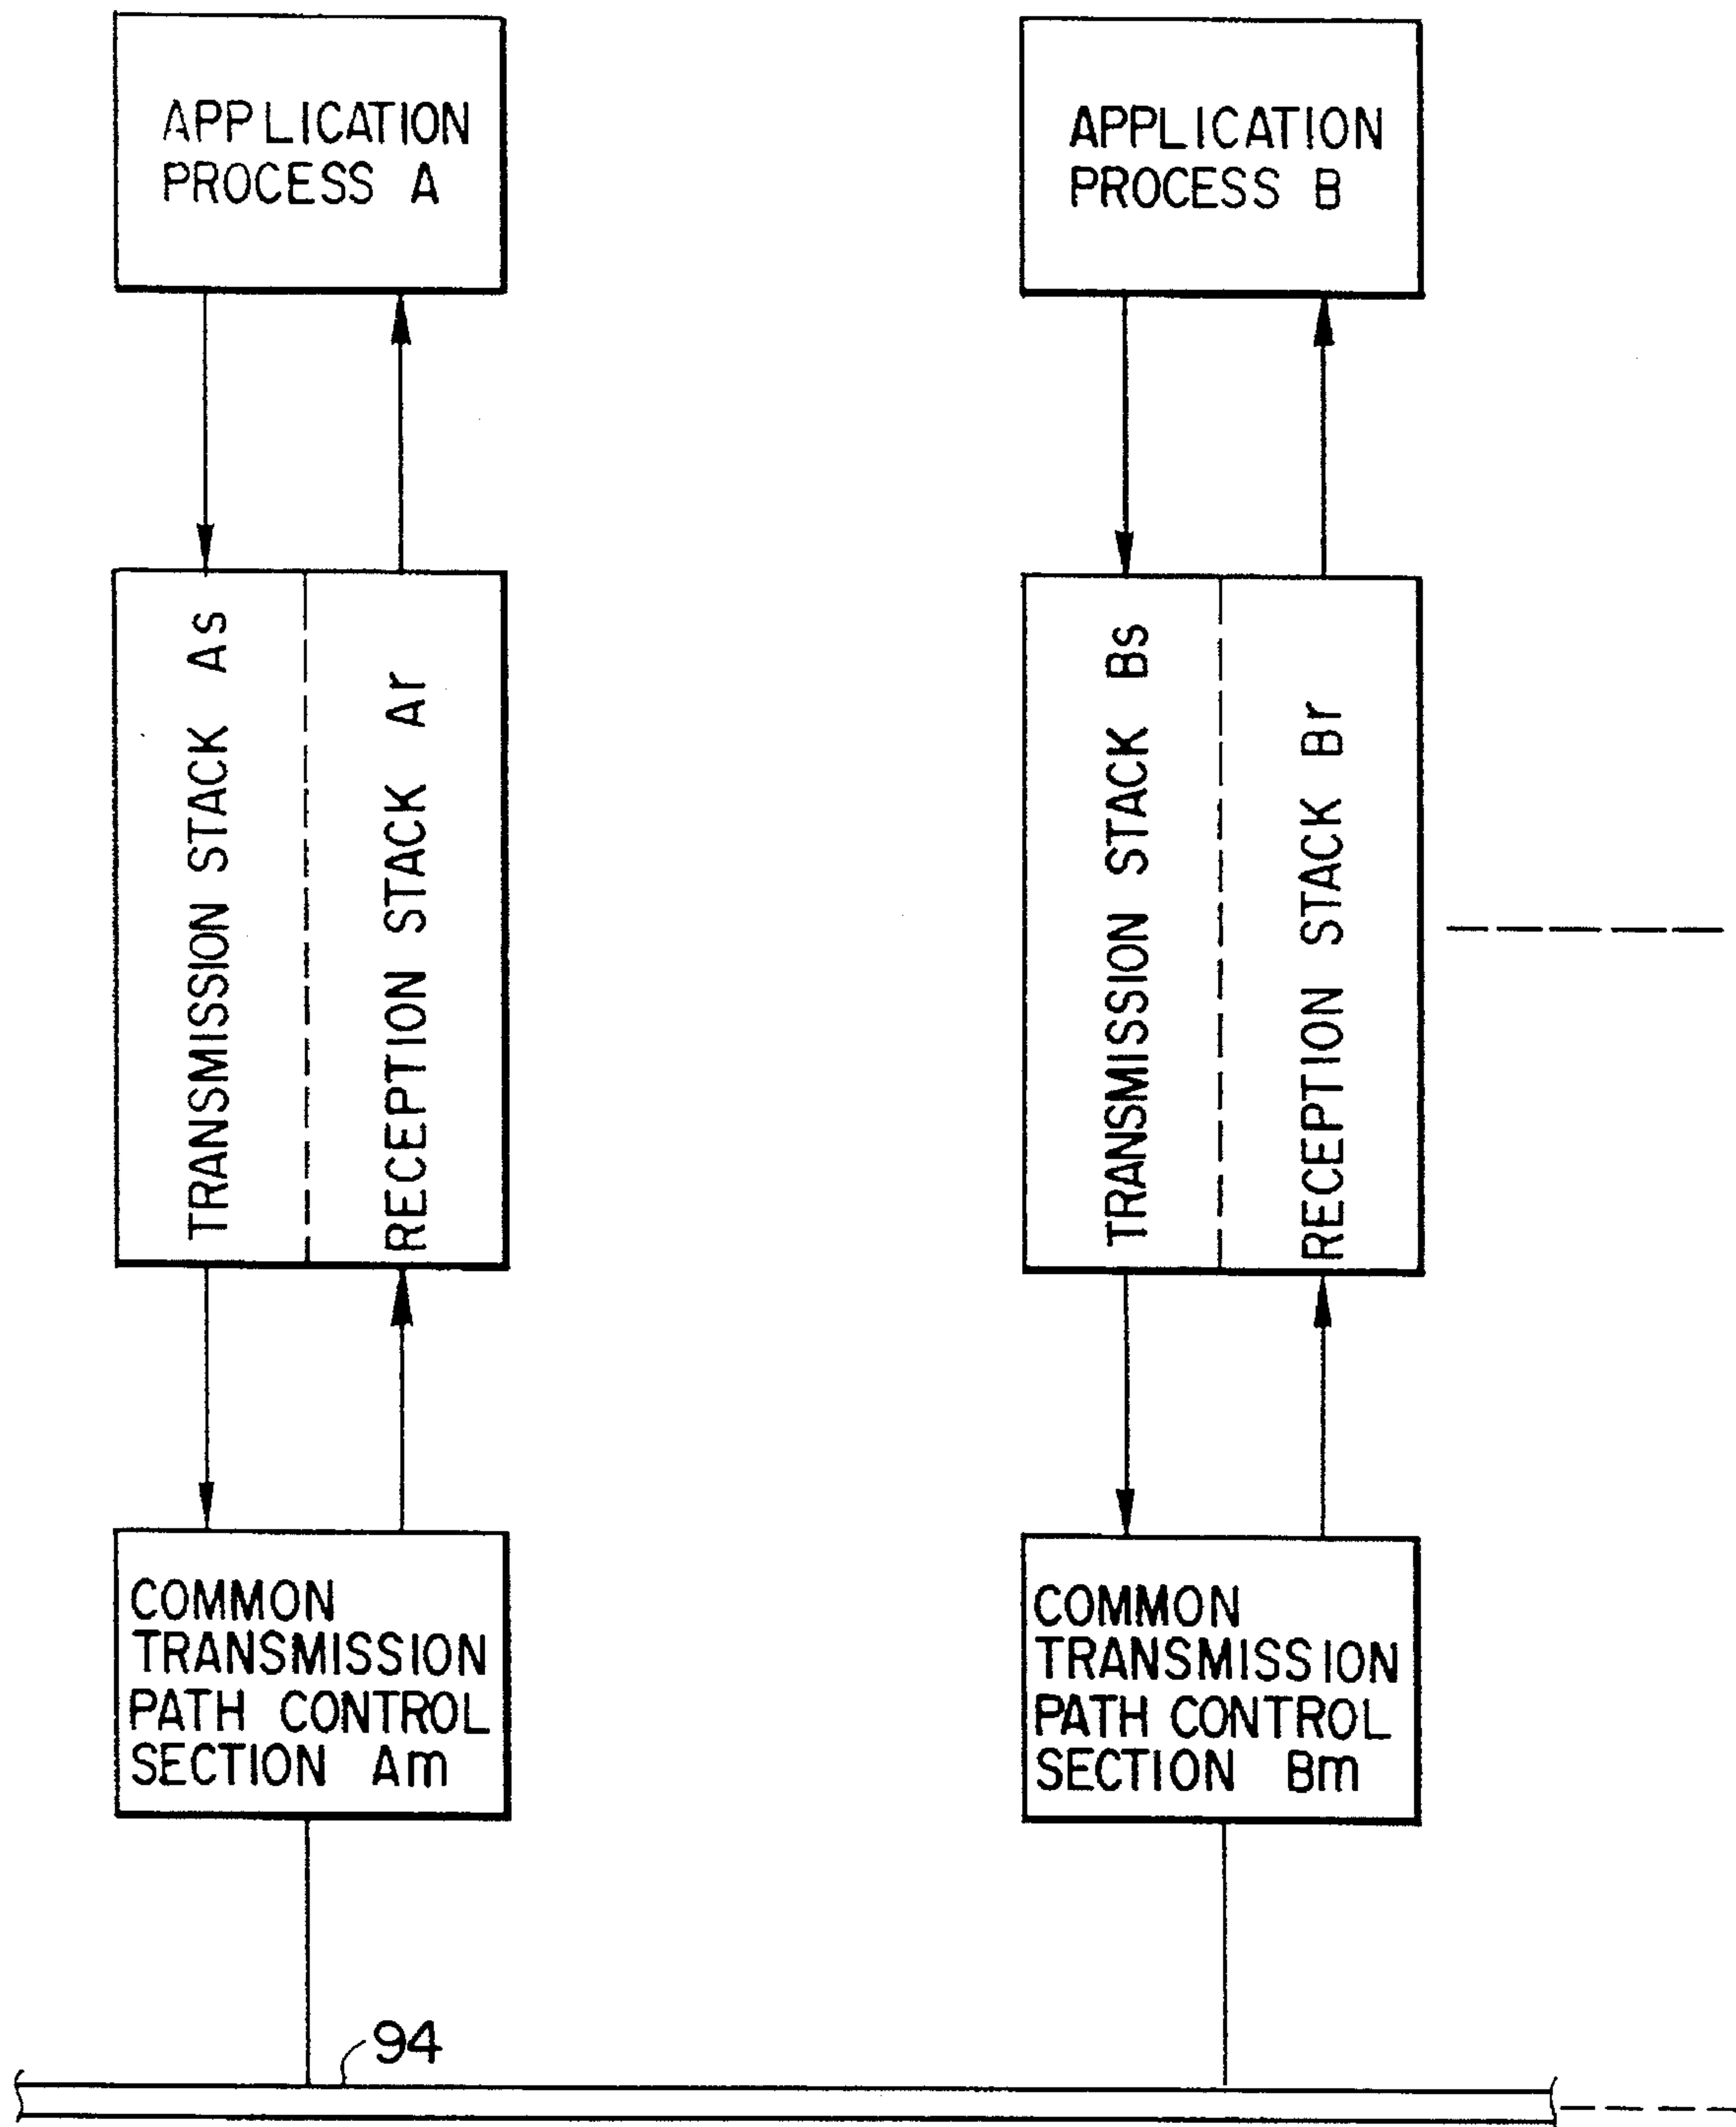 APPLICATION
PROCESS A
APPLICATION
PROCESS B
TRANSMISSION STACK As
RECEPTION STACK Ar
TRANSMISSION STACK Bs
RECEPTION STACK Br
COMMON
TRANSMISSION
PATH CONTROL
SECTION Am
COMMON
TRANSMISSION
PATH CONTROL
SECTION Bm
94